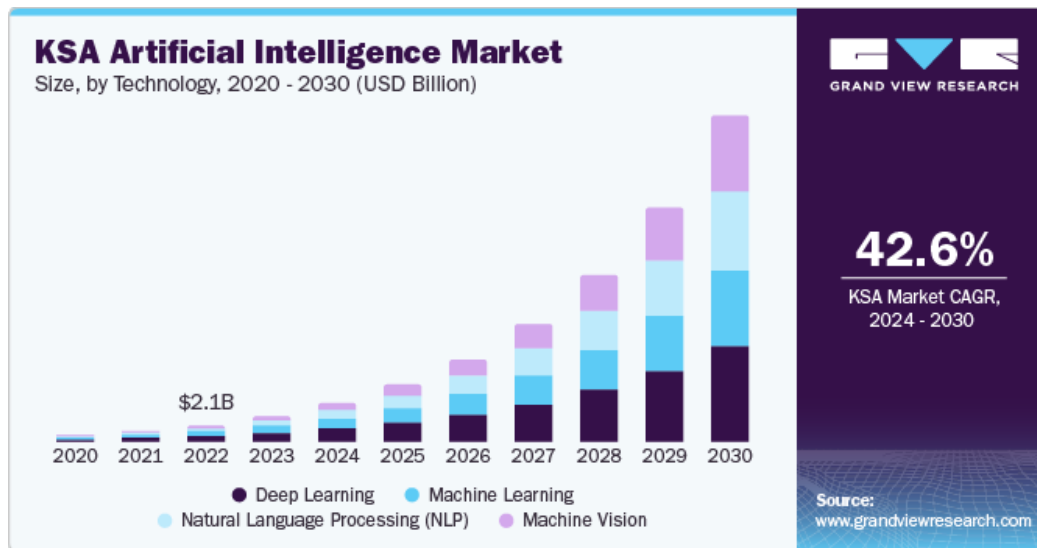 KSA Artificial Intelligence Market
Size, by Technology, 2020 - 2030 (USD Billion)
GRAND VIEW RESEARCH
$2.1B
2020 2021 2022 2023 2024 2025 2026 2027 2028 2029 2030
Deep Learning Machine Learning
Natural Language Processing (NLP) Machine Vision
42.6%
KSA Market CAGR,
2024 - 2030
Source:
www.grandviewresearch.com